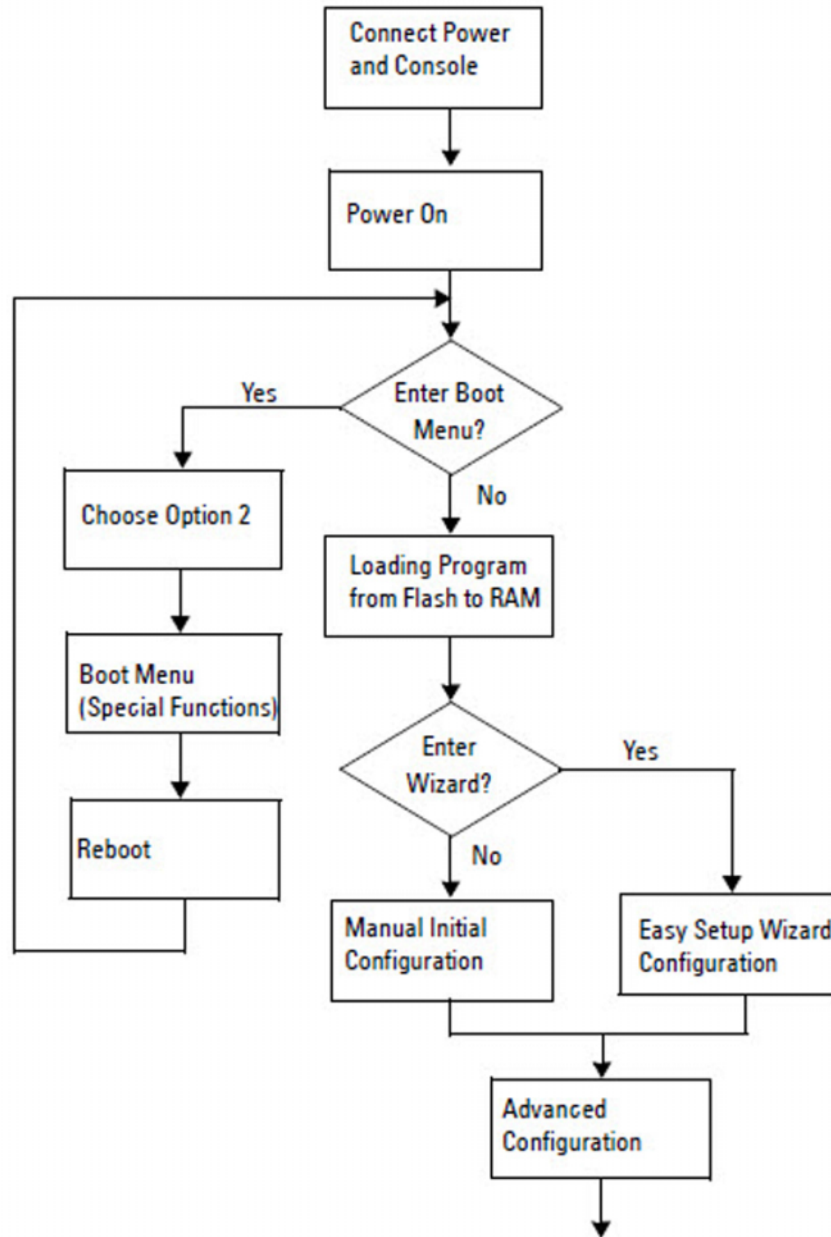 Connect Power
and Console
Power On
Enter Boot
Menu?
Yes
No
Choose Option 2
Loading Program
from Flash to RAM
Boot Menu
(Special Functions)
Enter
Wizard?
Yes
No
Reboot
Manual Initial
Configuration
Easy Setup Wizard
Configuration
Advanced
Configuration